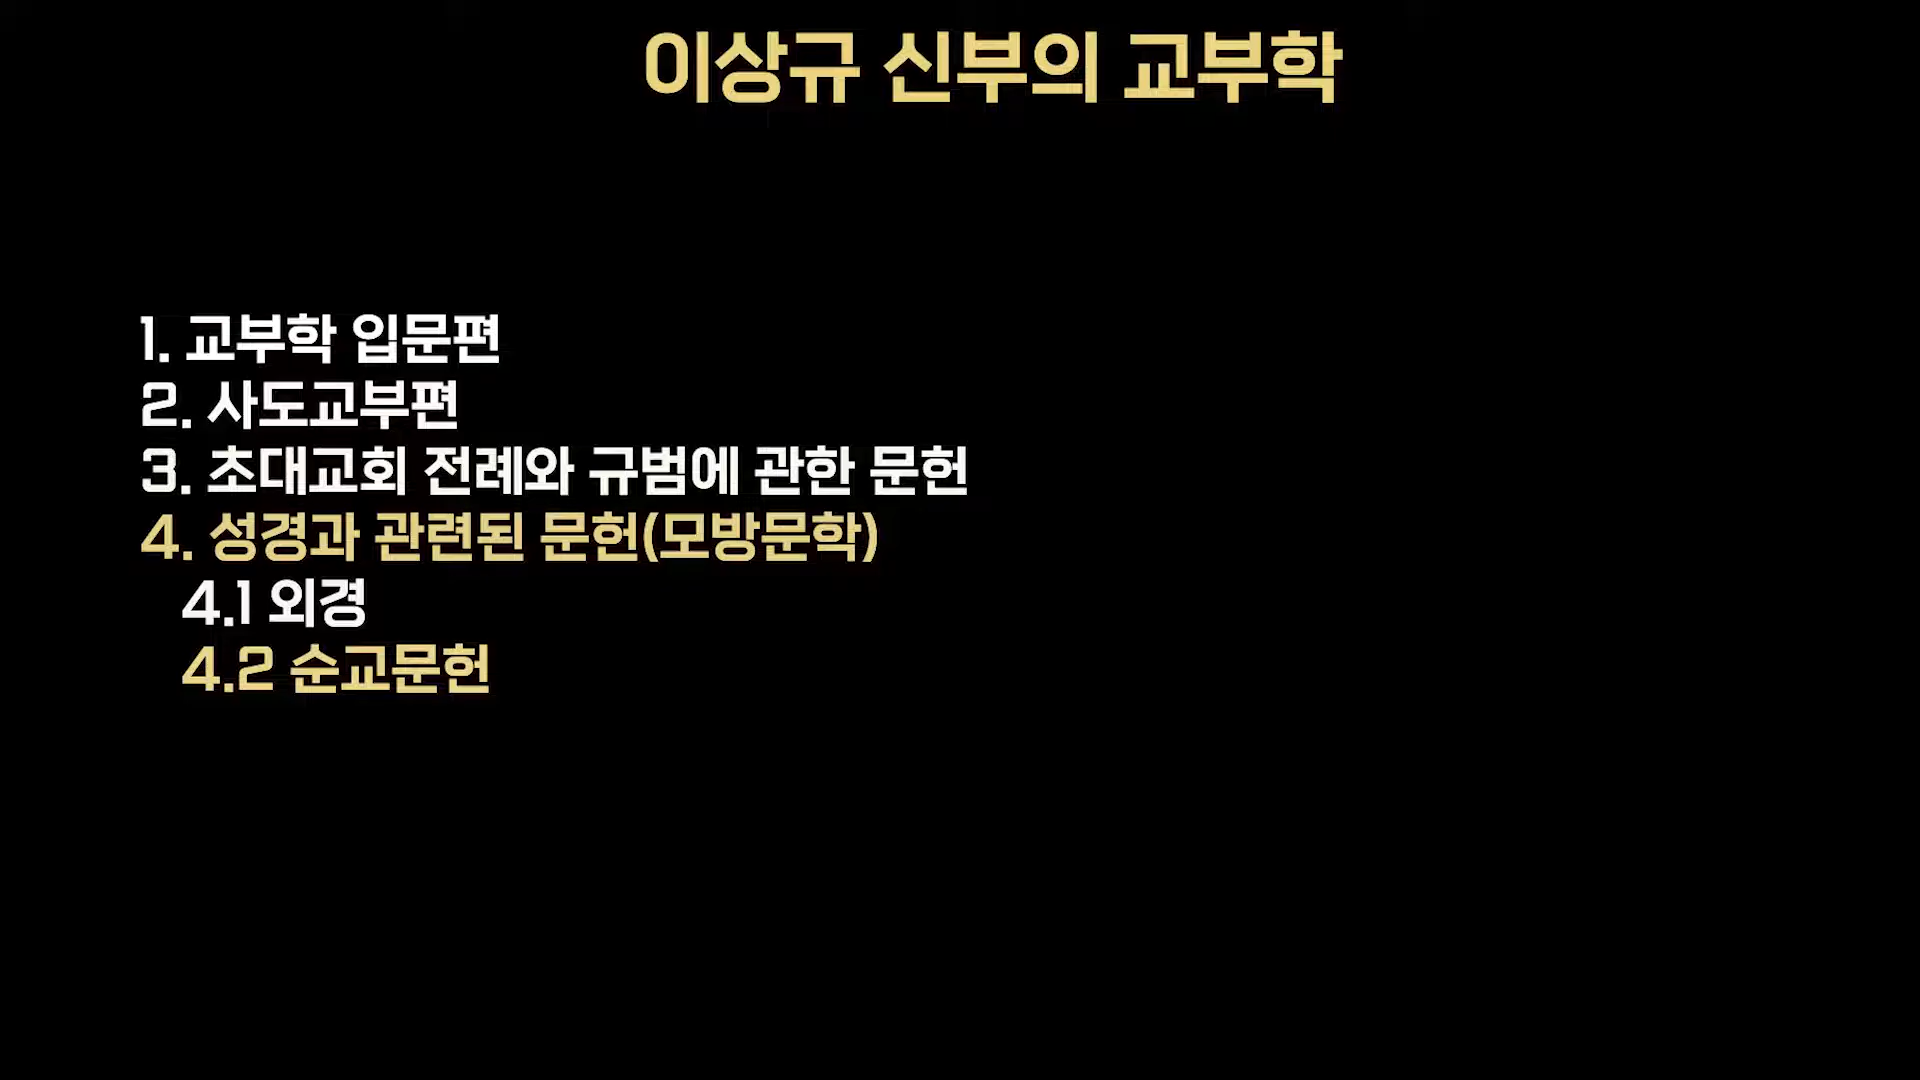 이상규 신부의 교부학
1. 교부학 입문편
2. 사도교부편
3. 초대교회 전례와 규범에 관한 문헌
4. 성경과 관련된 문헌(모방문학)
4.1 외경
4.2 순교문헌